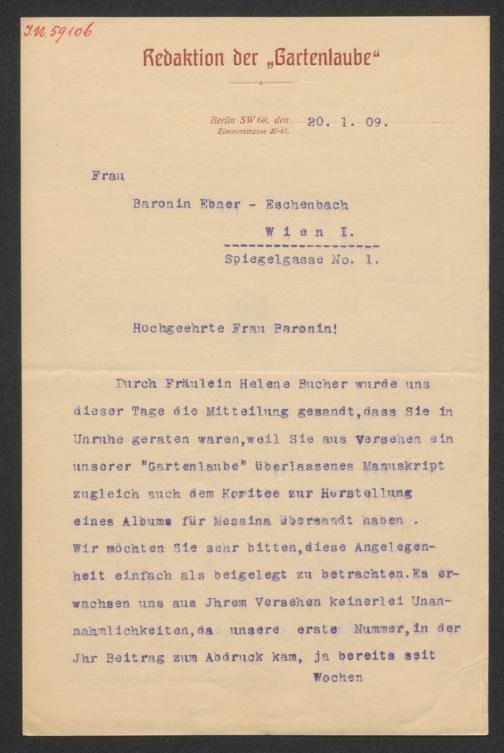 I.N. 59106
Redaktion der „Gartenlaube“
Berlin SW 68, den 20. 1. 09.
Zimmerstrasse 37-41.
Frau
Baronin Ebner - Eschenbach
W i e n I.
Spiegelgasse No. 1.
Hochgeehrte Frau Baronin!
Durch Fräulein Helene Bucher wurde uns
dieser Tage die Mitteilung gesandt,dass Sie in
Unruhe geraten waren,weil Sie aus Versehen ein
unserer "Gartenlaube" überlassenes Manuskript
zugleich auch dem Komitee zur Herstellung
eines Albums für Messina übersandt haben .
Wir möchten Sie sehr bitten,diese Angelegen-
heit einfach als beigelegt zu betrachten.Es er-
wachsen uns aus Jhrem Versehen keinerlei Unan-
nahmlichkeiten,da unsere erste Nummer,in der
Jhr Beitrag zum Abdruck kam, ja bereits seit
Wochen